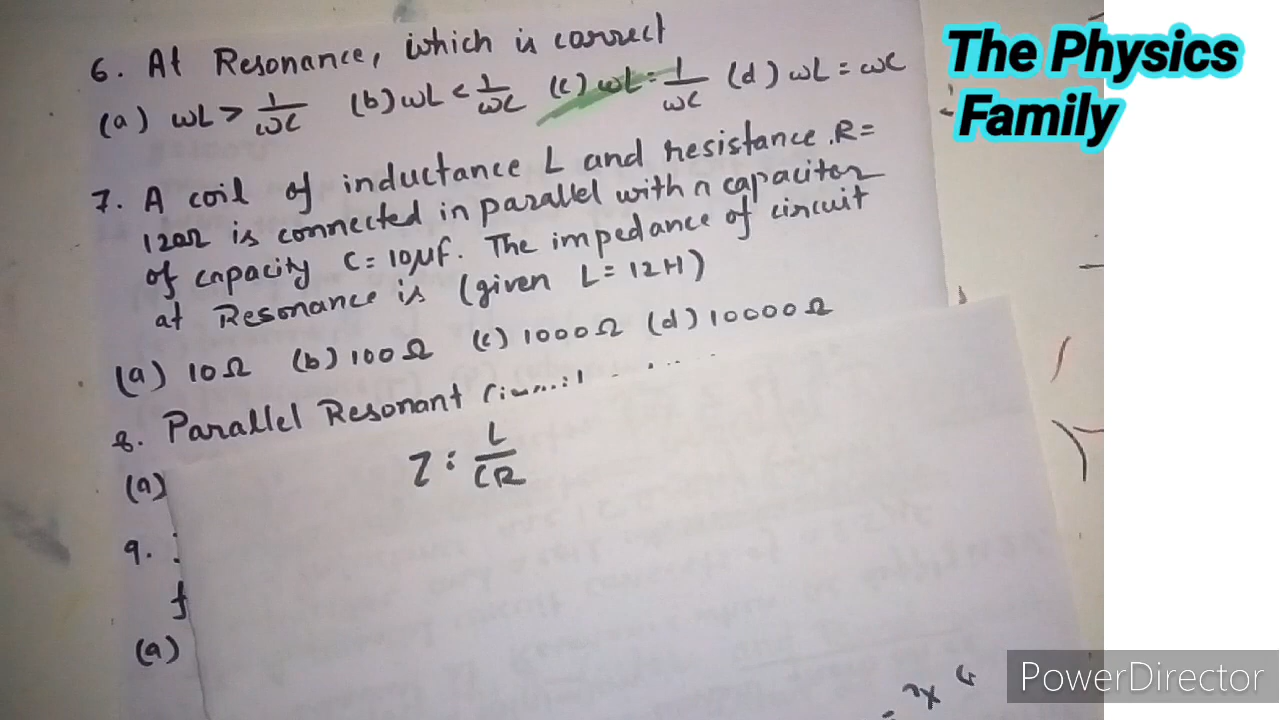 The Physics
Family
6. At Resonance, which is correct
(a) ωL > 1/ωC (b) ωL < 1/ωC (c) ωL = 1/ωC (d) ωL = ωC
7. A coil of inductance L and resistance R=
120Ω is connected in parallel with a capacitor
of capacity C= 10μf. The impedance of circuit
at Resonance is (given L= 12H)
(a) 10Ω (b) 100Ω (c) 1000Ω (d) 10000Ω
8. Parallel Resonant
(a)
Z = L/CR
9.
f
(a)
PowerDirector